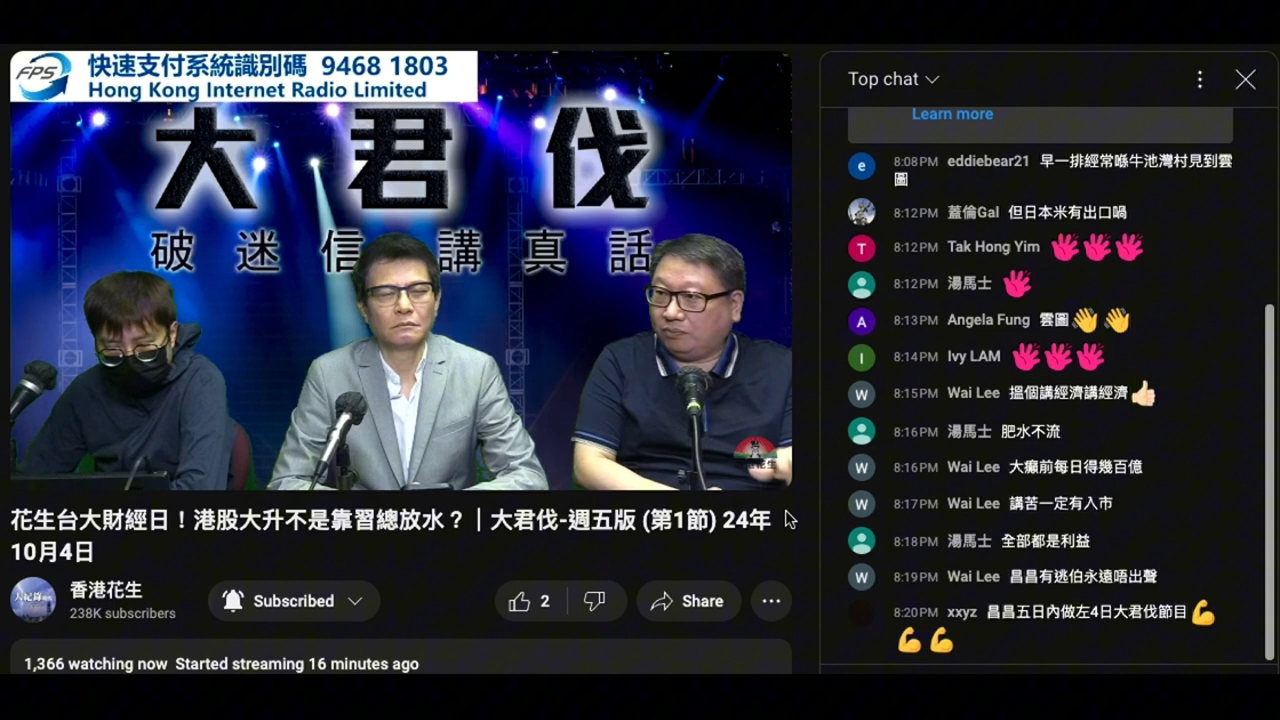 FPS
快速支付系統識別碼 9468 1803
Hong Kong Internet Radio Limited
大君伐
破迷信講真話
花生台大財經日！港股大升不是靠習總放水？｜大君伐-週五版 (第1節) 24年
10月4日
香港花生
238K subscribers
Subscribed
2
Share
1,366 watching now Started streaming 16 minutes ago
Top chat
Learn more
e
8:08PM eddiebear21 早一排經常喺牛池灣村見到雲
圖
8:12PM 蓋倫Gal 但日本米有出口喎
T
8:12PM Tak Hong Yim
8:12PM 湯馬士
A
8:13PM Angela Fung 雲圖👋👋
I
8:14PM Ivy LAM
W
8:15PM Wai Lee 搵個講經濟講經濟👍🏻
8:16PM 湯馬士 肥水不流
W
8:16PM Wai Lee 大癲前每日得幾百億
W
8:17PM Wai Lee 講苦一定有入市
8:18PM 湯馬士 全部都是利益
W
8:19PM Wai Lee 昌昌有逃伯永遠唔出聲
8:20PM xxyz 昌昌五日內做左4日大君伐節目💪
💪💪